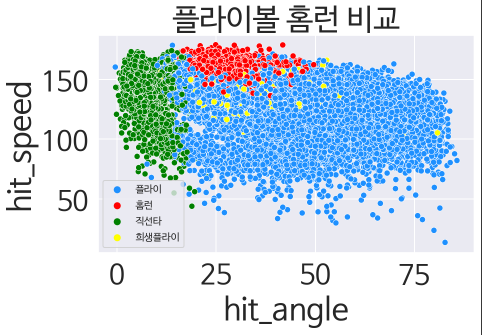 플라이볼 홈런 비교
hit_speed
150
100
50
플라이
홈런
직선타
희생플라이
0
25
50
75
hit_angle